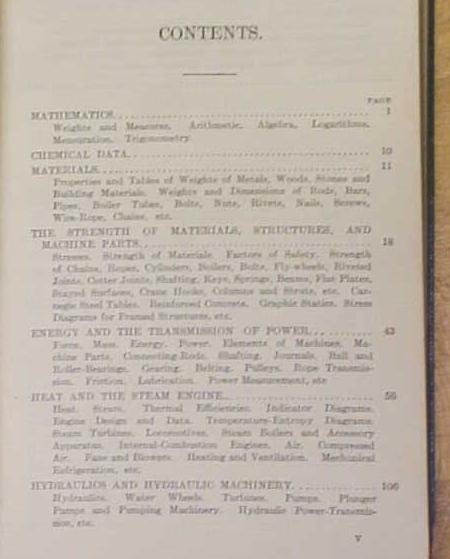 CONTENTS.
PAGE
MATHEMATICS. 1
Weights and Measures. Arithmetic. Algebra. Logarithms.
Mensuration. Trigonometry.
CHEMICAL DATA. 10
MATERIALS. 11
Properties and Tables of Weights of Metals, Woods, Stones and
Building Materials. Weights and Dimensions of Rods, Bars,
Pipes, Boiler Tubes, Bolts, Nuts, Rivets, Nails, Screws,
Wire-Rope, Chains, etc.
THE STRENGTH OF MATERIALS, STRUCTURES, AND
MACHINE PARTS. 18
Stresses. Strength of Materials. Factors of Safety. Strength
of Chains, Ropes, Cylinders, Boilers, Bolts, Fly-wheels, Riveted
Joints, Cotter Joints, Shafting, Keys, Springs, Beams, Flat Plates,
Stayed Surfaces, Crane Hooks, Columns and Struts, etc. Car-
negie Steel Tables. Reinforced Concrete. Graphic Statics. Stress
Diagrams for Framed Structures, etc.
ENERGY AND THE TRANSMISSION OF POWER. 43
Force. Mass. Energy. Power. Elements of Machines. Ma-
chine Parts. Connecting-Rods. Shafting. Journals. Ball and
Roller-Bearings. Gearing. Belting. Pulleys. Rope Transmis-
sion. Friction. Lubrication. Power Measurement, etc
HEAT AND THE STEAM ENGINE. 59
Heat. Steam. Thermal Efficiencies. Indicator Diagrams.
Engine Design and Data. Temperature-Entropy Diagrams.
Steam Turbines. Locomotives. Steam Boilers and Accessory
Apparatus. Internal-Combustion Engines. Air. Compressed
Air. Fans and Blowers. Heating and Ventilation. Mechanical
Refrigeration, etc.
HYDRAULICS AND HYDRAULIC MACHINERY. 106
Hydraulics. Water Wheels. Turbines. Pumps. Plunger
Pumps and Pumping Machinery. Hydraulic Power-Transmis-
sion, etc.
v